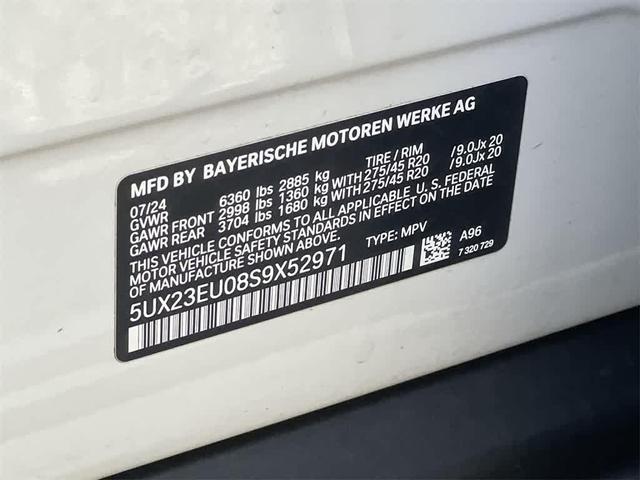 MFD BY BAYERISCHE MOTOREN WERKE AG
07/24 TIRE / RIM
GVWR 6360 lbs 2885 kg
GAWR FRONT 2998 lbs 1360 kg WITH 275/45 R20 /9.0Jx 20
GAWR REAR 3704 lbs 1680 kg WITH 275/45 R20 /9.0Jx 20
THIS VEHICLE CONFORMS TO ALL APPLICABLE U. S. FEDERAL
MOTOR VEHICLE SAFETY STANDARDS IN EFFECT ON THE DATE
OF MANUFACTURE SHOWN ABOVE.
TYPE: MPV A96
5UX23EU08S9X52971
7 320 729